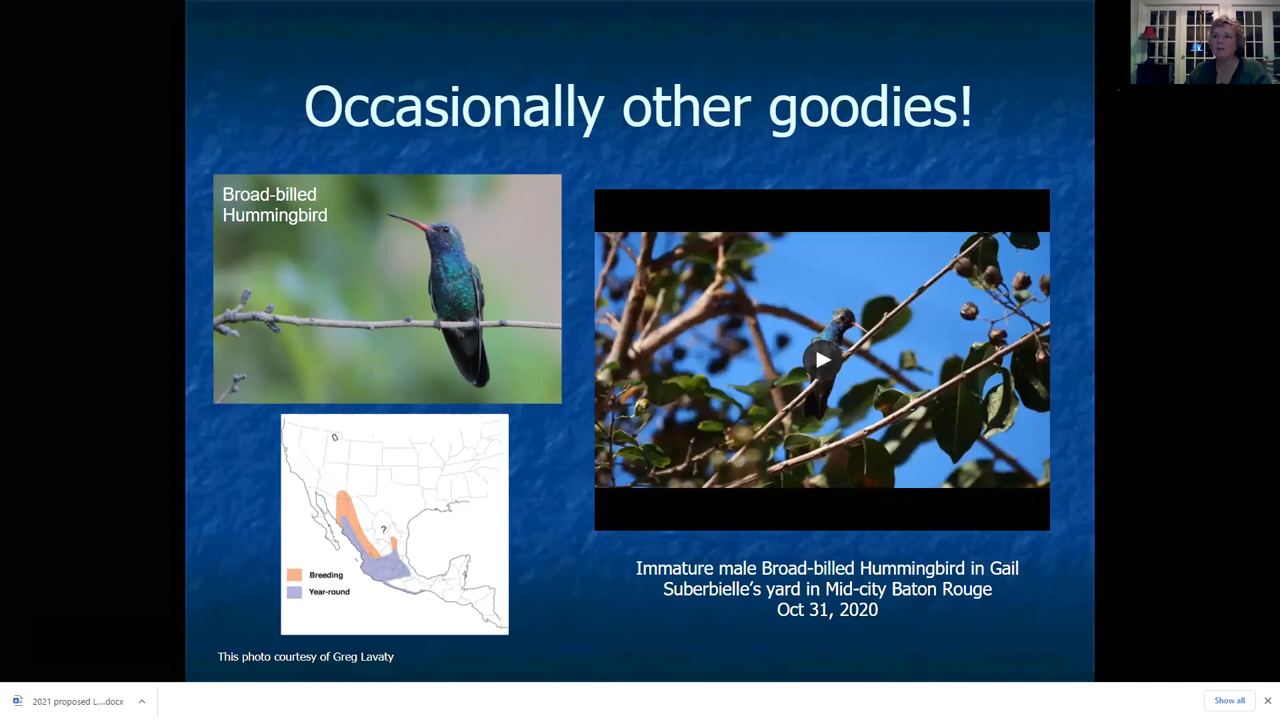 Occasionally other goodies!
Broad-billed
Hummingbird
?
Breeding
Year-round
Immature male Broad-billed Hummingbird in Gail
Suberbielle's yard in Mid-city Baton Rouge
Oct 31, 2020
This photo courtesy of Greg Lavaty
2021 proposed L....docx
Show all